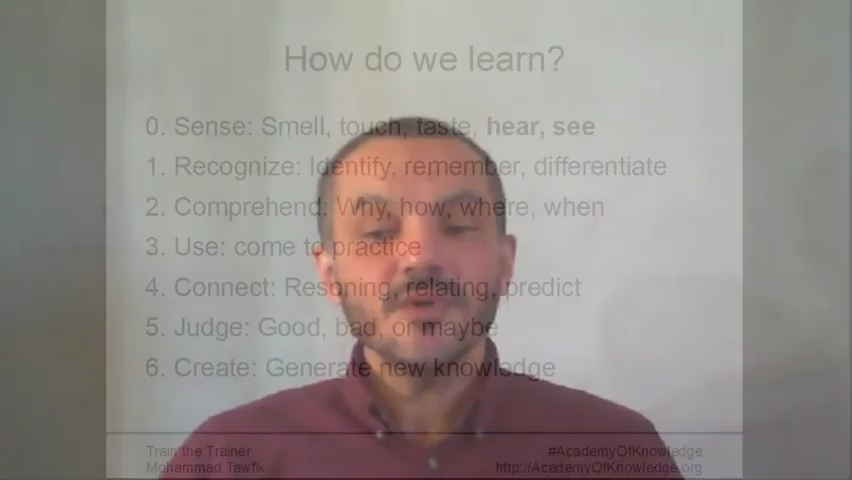 How do we learn?
0. Sense: Smell, touch, taste, hear, see
1. Recognize: Identify, remember, differentiate
2. Comprehend: Why, how, where, when
3. Use: come to practice
4. Connect: Resoning, relating, predict
5. Judge: Good, bad, or maybe
6. Create: Generate new knowledge
Train the Trainer
#AcademyOfKnowledge
Mohammad Tawfik
http://AcademyOfKnowledge.org